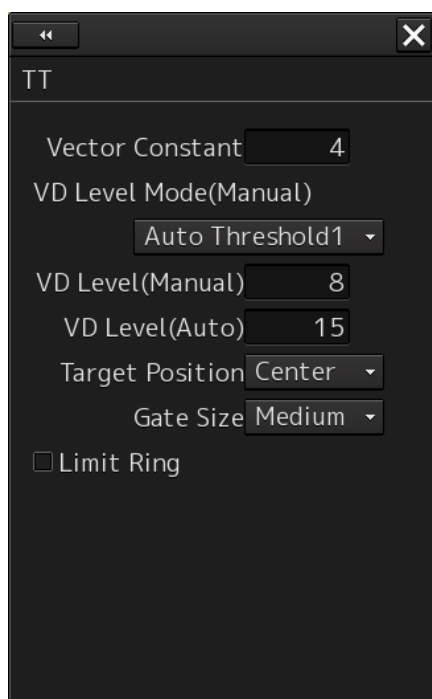 TT
Vector Constant 4
VD Level Mode(Manual)
Auto Threshold1
VD Level(Manual) 8
VD Level(Auto) 15
Target Position Center
Gate Size Medium
Limit Ring